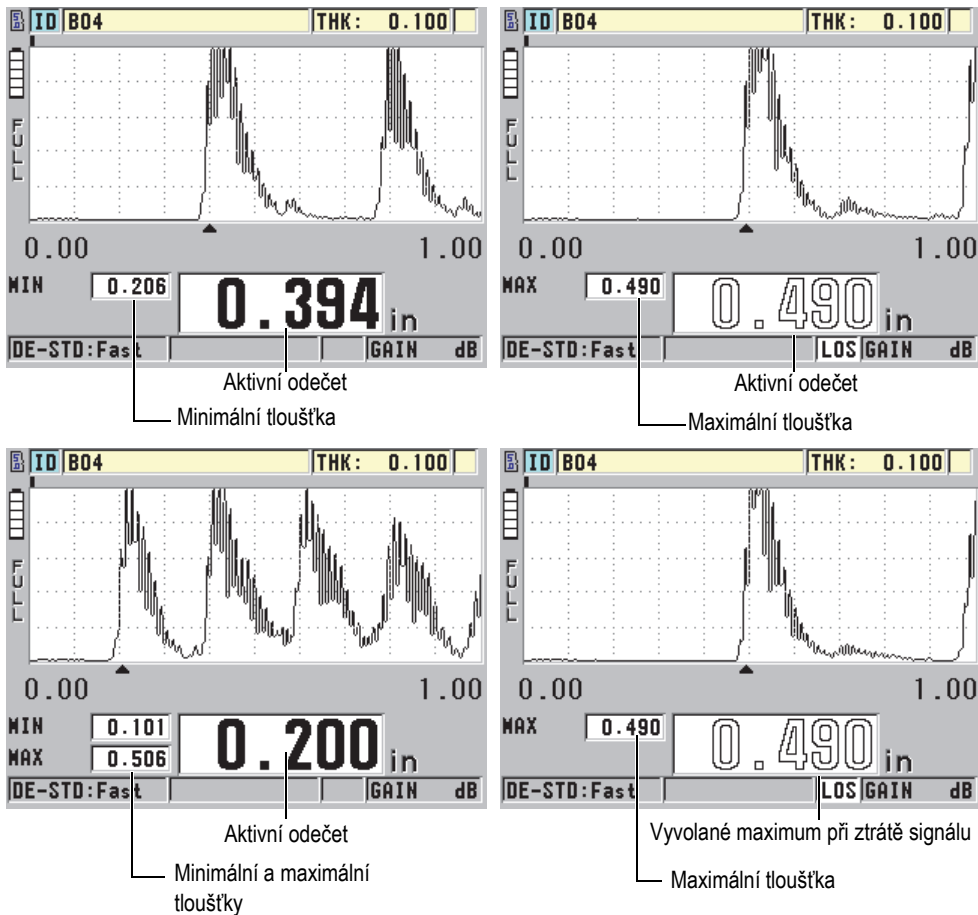 ID B04 THK: 0.100
FULL
0.00 1.00
MIN 0.206 0.394 in
DE-STD:Fast GAIN dB
Aktivní odečet
Minimální tloušťka
ID B04 THK: 0.100
FULL
0.00 1.00
MAX 0.490 0.490 in
DE-STD:Fast LOS GAIN dB
Aktivní odečet
Maximální tloušťka
ID B04 THK: 0.100
FULL
0.00 1.00
MIN 0.101
MAX 0.506 0.200 in
DE-STD:Fast GAIN dB
Aktivní odečet
Minimální a maximální
tloušťky
ID B04 THK: 0.100
FULL
0.00 1.00
MAX 0.490 0.490 in
DE-STD:Fast LOS GAIN dB
Vyvolané maximum při ztrátě signálu
Maximální tloušťka